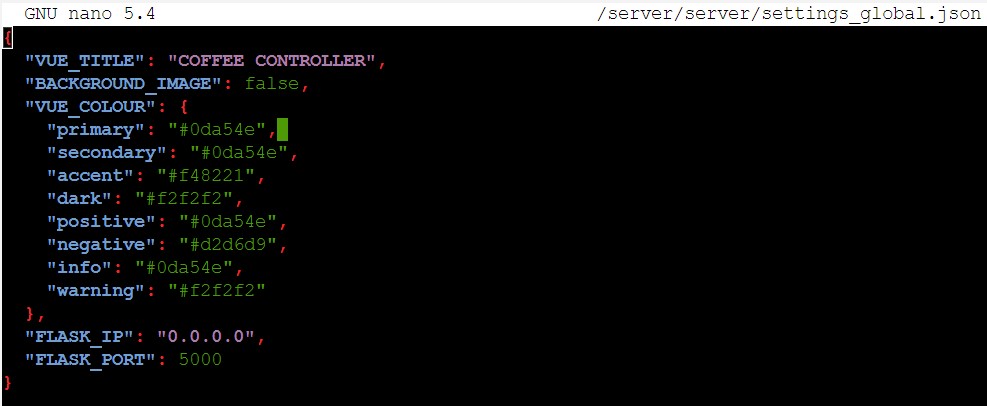 GNU nano 5.4 /server/server/settings_global.json
{
  "VUE_TITLE": "COFFEE CONTROLLER",
  "BACKGROUND_IMAGE": false,
  "VUE_COLOUR": {
    "primary": "#0da54e",
    "secondary": "#0da54e",
    "accent": "#f48221",
    "dark": "#f2f2f2",
    "positive": "#0da54e",
    "negative": "#d2d6d9",
    "info": "#0da54e",
    "warning": "#f2f2f2"
  },
  "FLASK_IP": "0.0.0.0",
  "FLASK_PORT": 5000
}